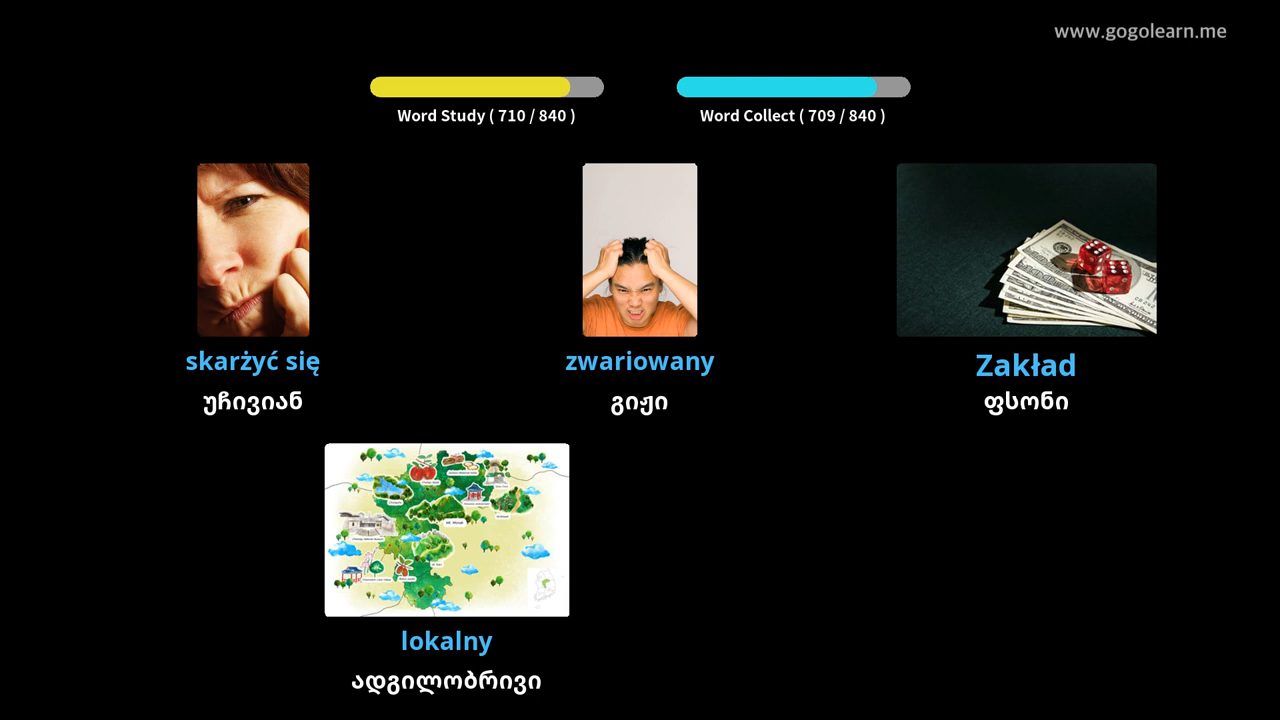 www.gogolearn.me
Word Study ( 710 / 840 )
Word Collect ( 709 / 840 )
skarżyć się
უჩივიან
zwariowany
გიჟი
Zakład
ფსონი
lokalny
ადგილობრივი